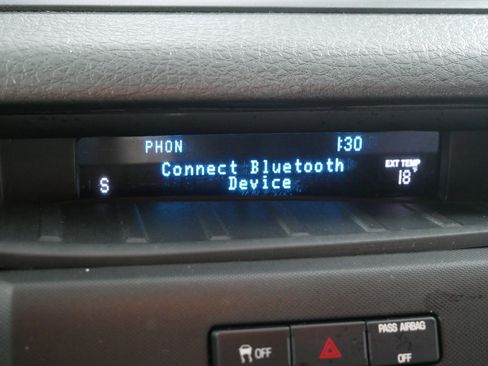 PHON 1:30
Connect Bluetooth
Device
EXT TEMP
S 18°
OFF
PASS AIRBAG
OFF